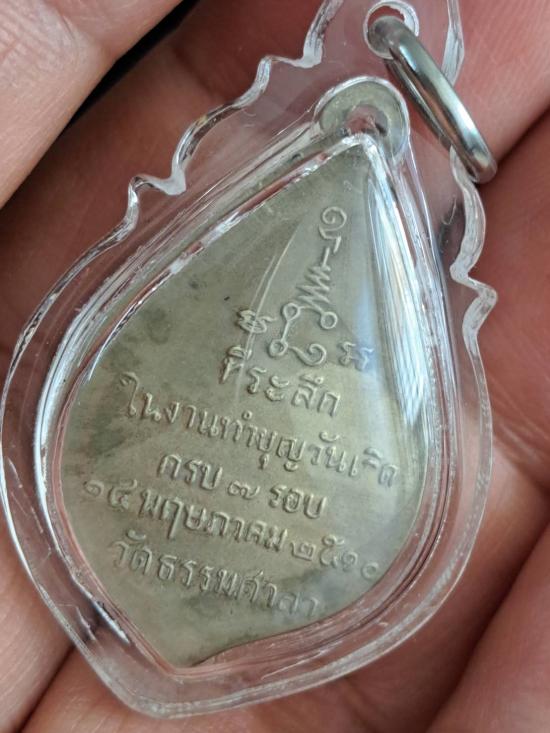 ที่ระลึก
ในงานทำบุญวันเกิด
ครบ ๗ รอบ
๑๔ พฤษภาคม ๒๕๑๐
วัดธรรมศาลา